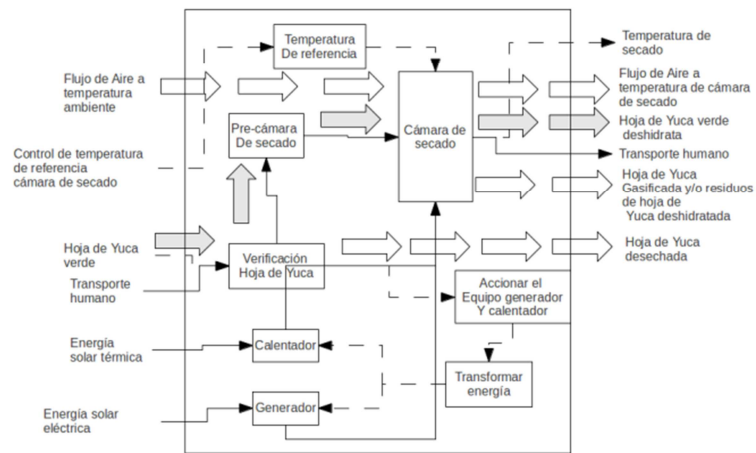 Temperatura
De referencia
Temperatura de
secado
Flujo de Aire a
temperatura
ambiente
Flujo de Aire a
temperatura de cámara
de secado
Pre-cámara
De secado
Cámara de
secado
Hoja de Yuca verde
deshidrata
Control de temperatura
de referencia
cámara de secado
Transporte humano
Hoja de Yuca
Gasificada y/o residuos
de hoja de
Yuca deshidratada
Hoja de Yuca
verde
Transporte
humano
Verificación
Hoja de Yuca
Hoja de Yuca
desechada
Accionar el
Equipo generador
Y calentador
Energía
solar térmica
Calentador
Transformar
energía
Energía solar
eléctrica
Generador